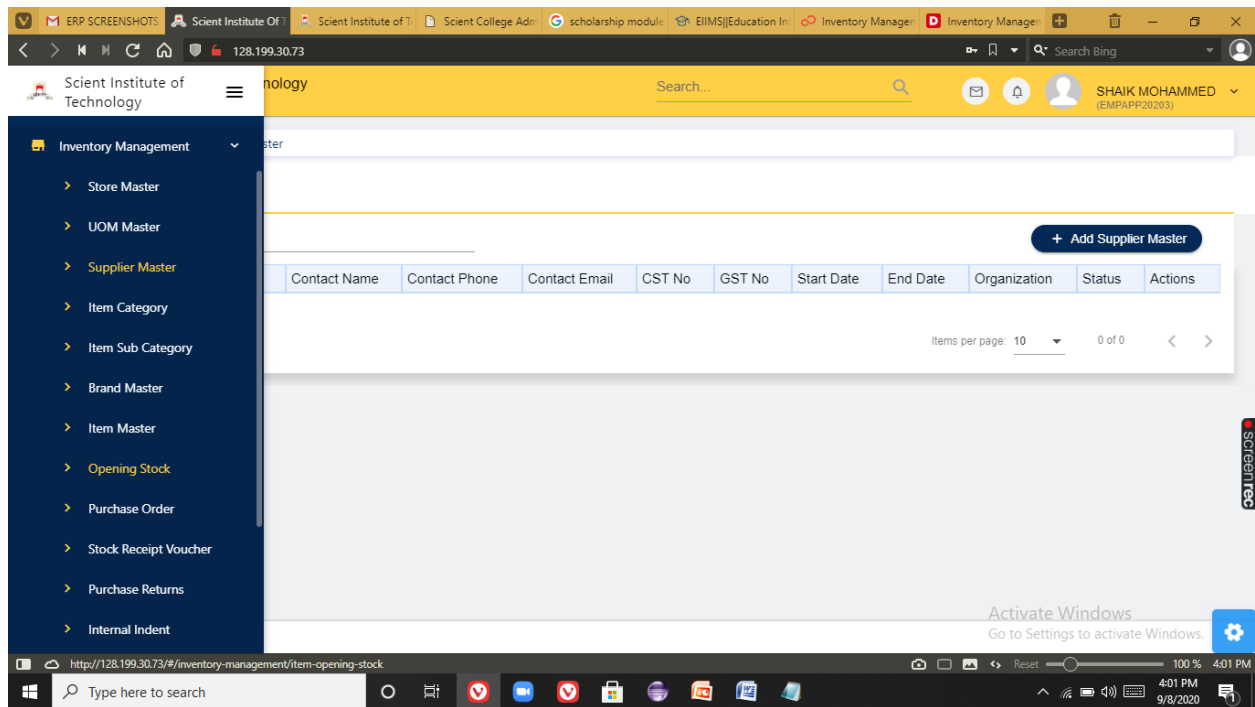 ERP SCREENSHOTS Scient Institute Of T Scient Institute of T Scient College Adm scholarship module EIIMS||Education In Inventory Manager Inventory Manager
128.199.30.73 Search Bing
Scient Institute of
Technology
nology Search... SHAIK MOHAMMED
(EMPAPP20203)
Inventory Management ster
Store Master
UOM Master + Add Supplier Master
Supplier Master Contact Name Contact Phone Contact Email CST No GST No Start Date End Date Organization Status Actions
Item Category
Item Sub Category Items per page: 10 0 of 0
Brand Master
Item Master
Opening Stock
Purchase Order
Stock Receipt Voucher
Purchase Returns
Internal Indent
screenrec
Activate Windows
Go to Settings to activate Windows.
http://128.199.30.73/#/inventory-management/item-opening-stock Reset 100 % 4:01 PM
Type here to search 4:01 PM
9/8/2020